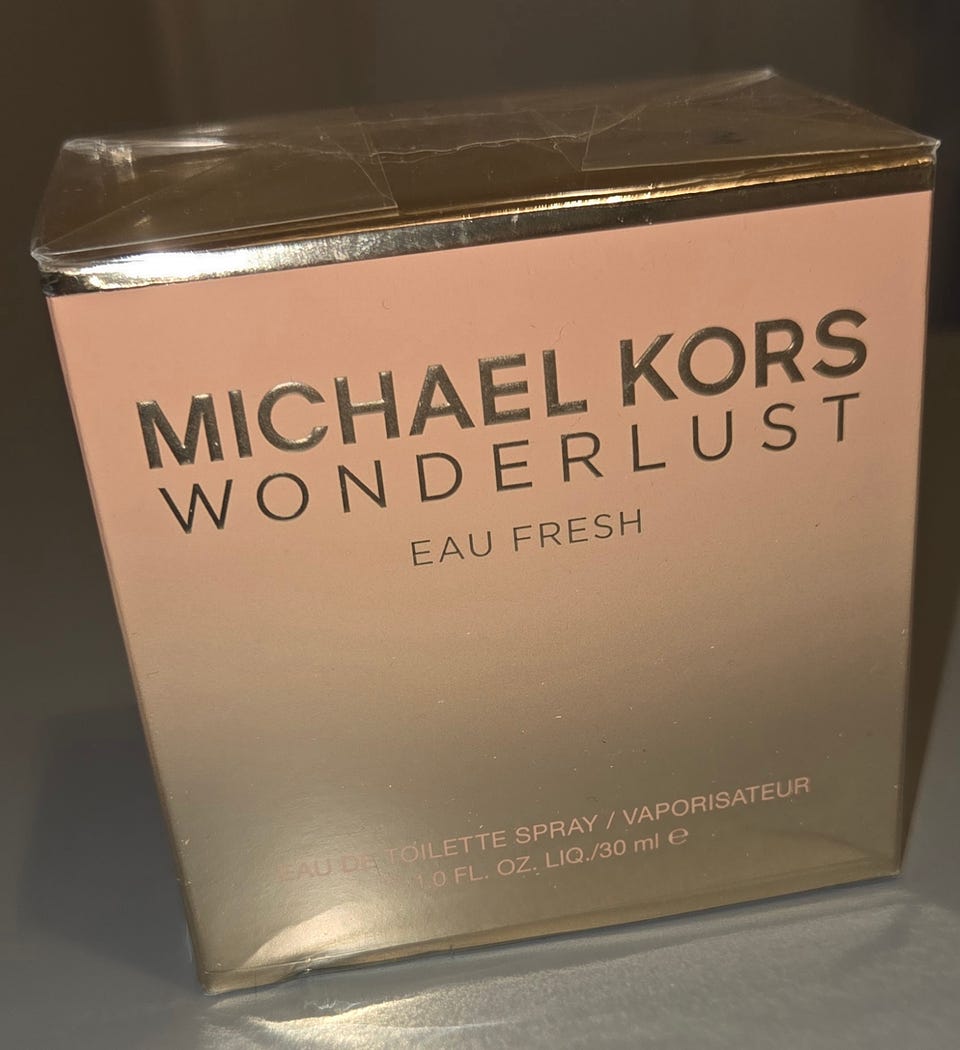 MICHAEL KORS
WONDERLUST
EAU FRESH
EAU DE TOILETTE SPRAY / VAPORISATEUR
1.0 FL. OZ. LIQ./30 ml ℮